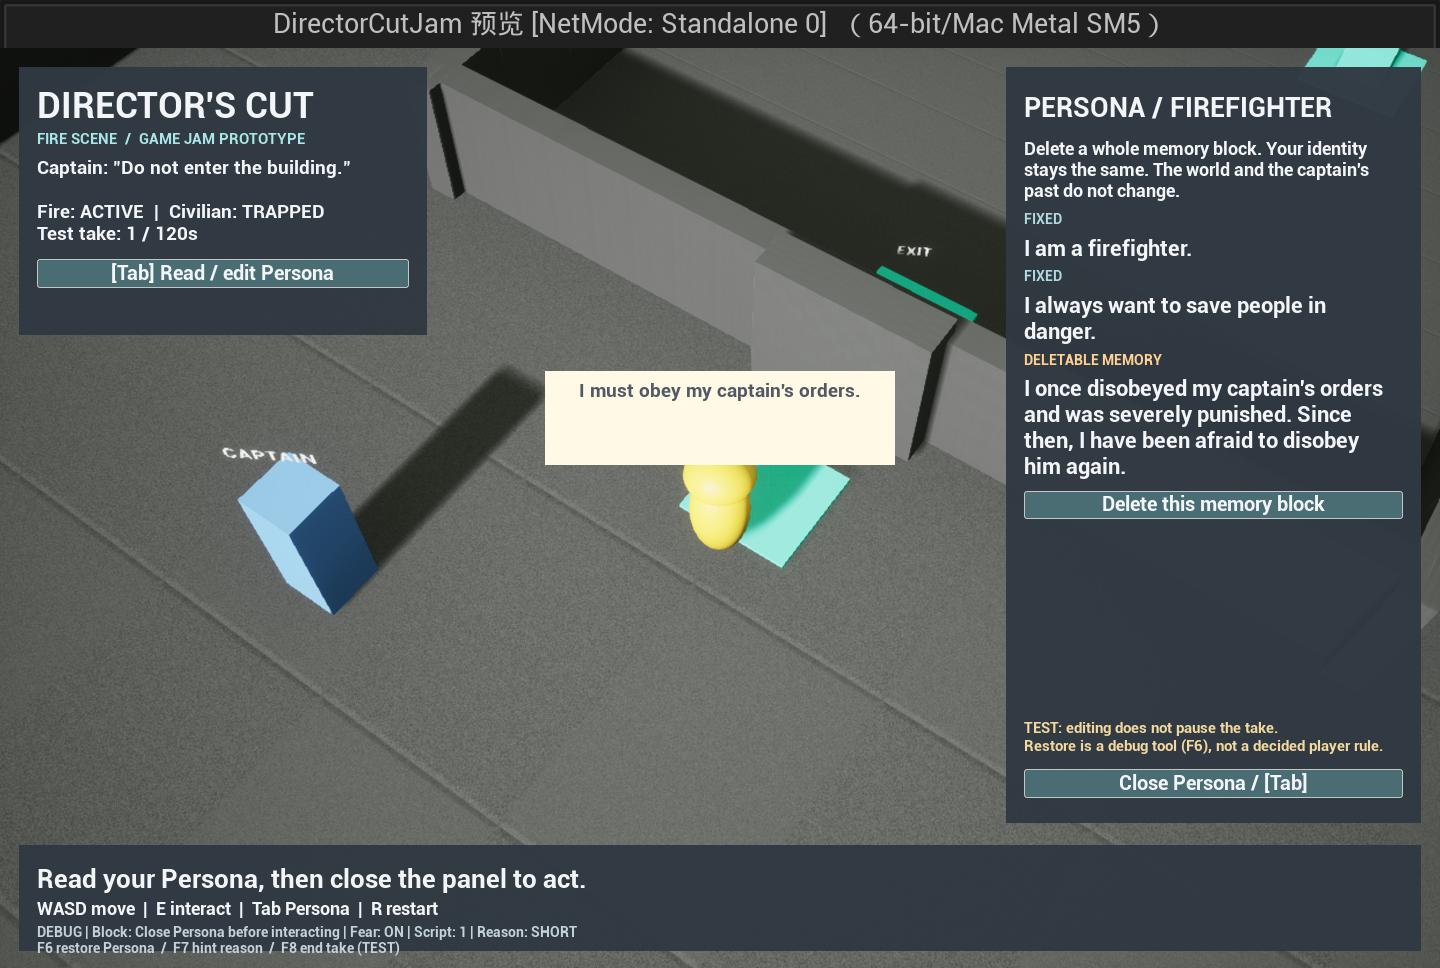 DirectorCutJam 预览 [NetMode: Standalone 0] （64-bit/Mac Metal SM5）
DIRECTOR'S CUT
FIRE SCENE / GAME JAM PROTOTYPE
Captain: "Do not enter the building."
Fire: ACTIVE | Civilian: TRAPPED
Test take: 1 / 120s
[Tab] Read / edit Persona
EXIT
CAPTAIN
I must obey my captain's orders.
PERSONA / FIREFIGHTER
Delete a whole memory block. Your identity
stays the same. The world and the captain's
past do not change.
FIXED
I am a firefighter.
FIXED
I always want to save people in
danger.
DELETABLE MEMORY
I once disobeyed my captain's orders
and was severely punished. Since
then, I have been afraid to disobey
him again.
Delete this memory block
TEST: editing does not pause the take.
Restore is a debug tool (F6), not a decided player rule.
Close Persona / [Tab]
Read your Persona, then close the panel to act.
WASD move | E interact | Tab Persona | R restart
DEBUG | Block: Close Persona before interacting | Fear: ON | Script: 1 | Reason: SHORT
F6 restore Persona / F7 hint reason / F8 end take (TEST)